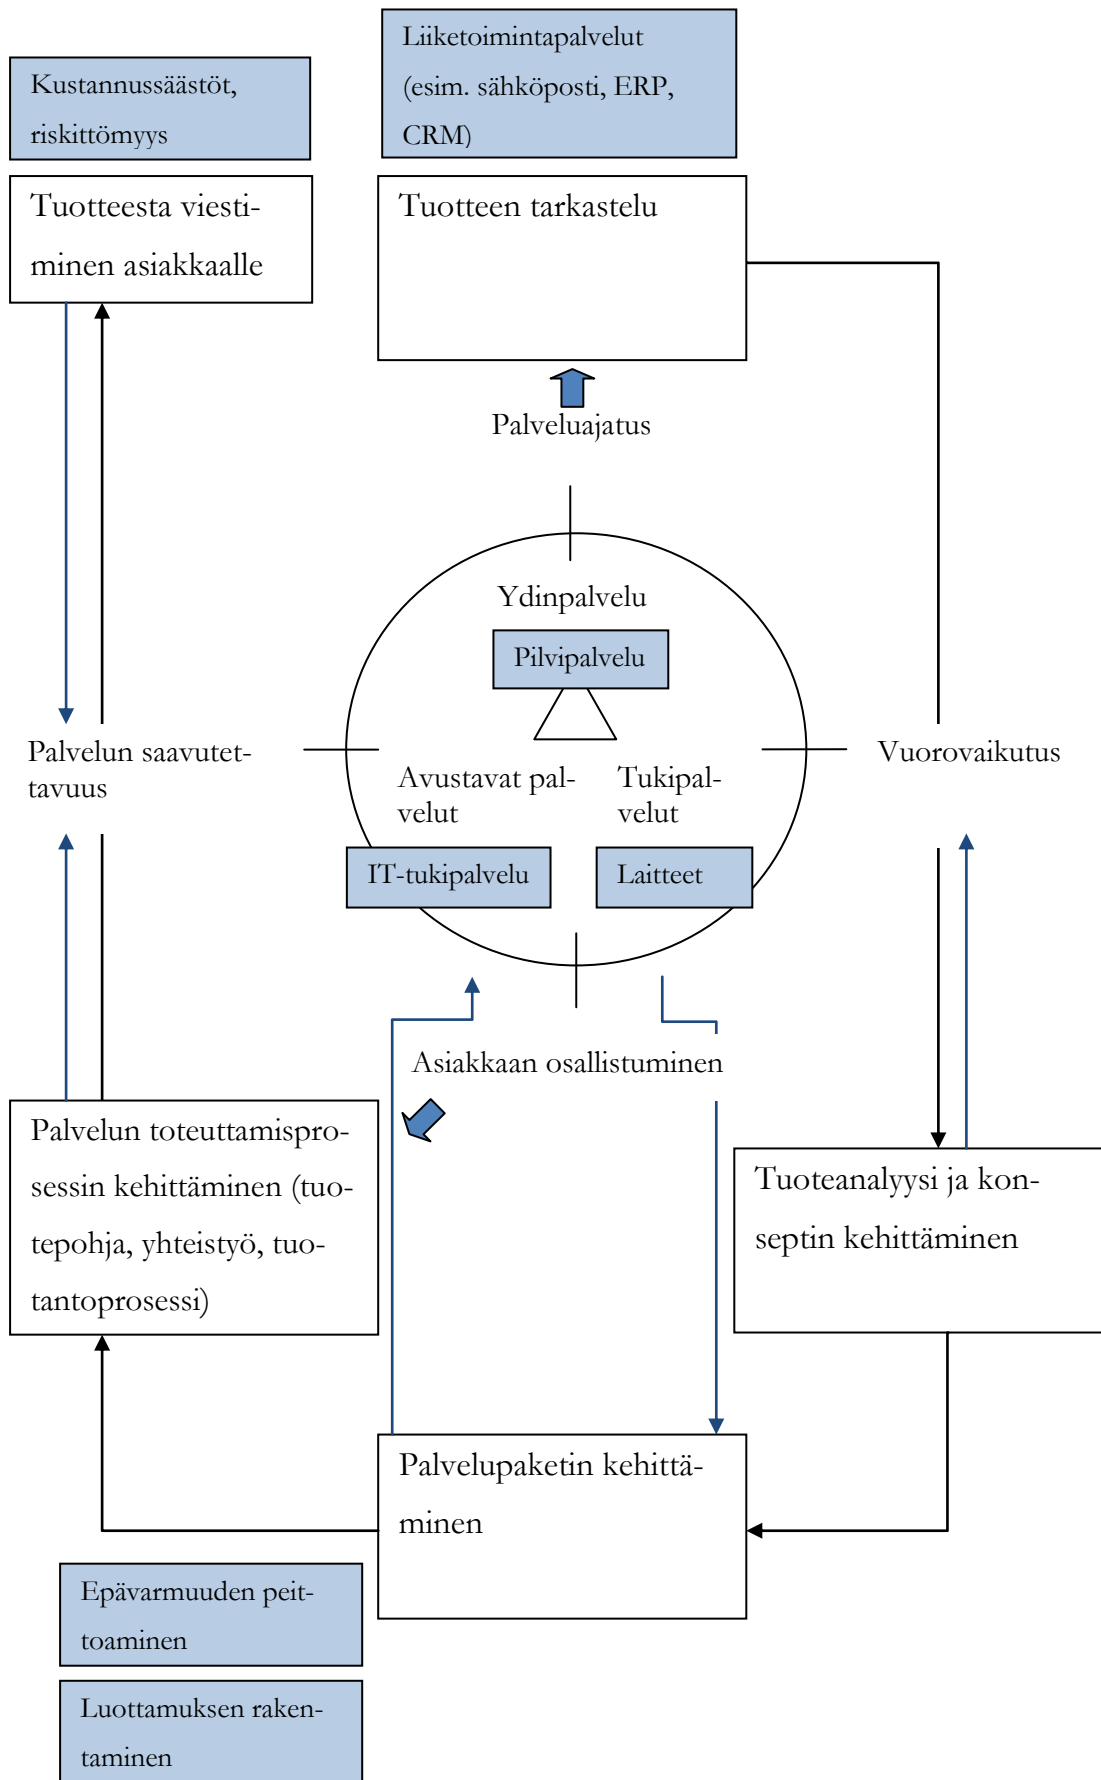 Liiketoimintapalvelut
(esim. sähköposti, ERP,
CRM)
Kustannussäästöt,
riskittömyys
Tuotteesta viesti-
minen asiakkaalle
Tuotteen tarkastelu
Palveluajatus
Ydinpalvelu
Pilvipalvelu
Palvelun saavutet-
tavuus
Vuorovaikutus
Avustavat pal-
velut
Tukipal-
velut
IT-tukipalvelu
Laitteet
Asiakkaan osallistuminen
Palvelun toteuttamispro-
sessin kehittäminen (tuo-
tepohja, yhteistyö, tuo-
tantoprosessi)
Tuoteanalyysi ja kon-
septin kehittäminen
Palvelupaketin kehittä-
minen
Epävarmuuden peit-
toaminen
Luottamuksen raken-
taminen